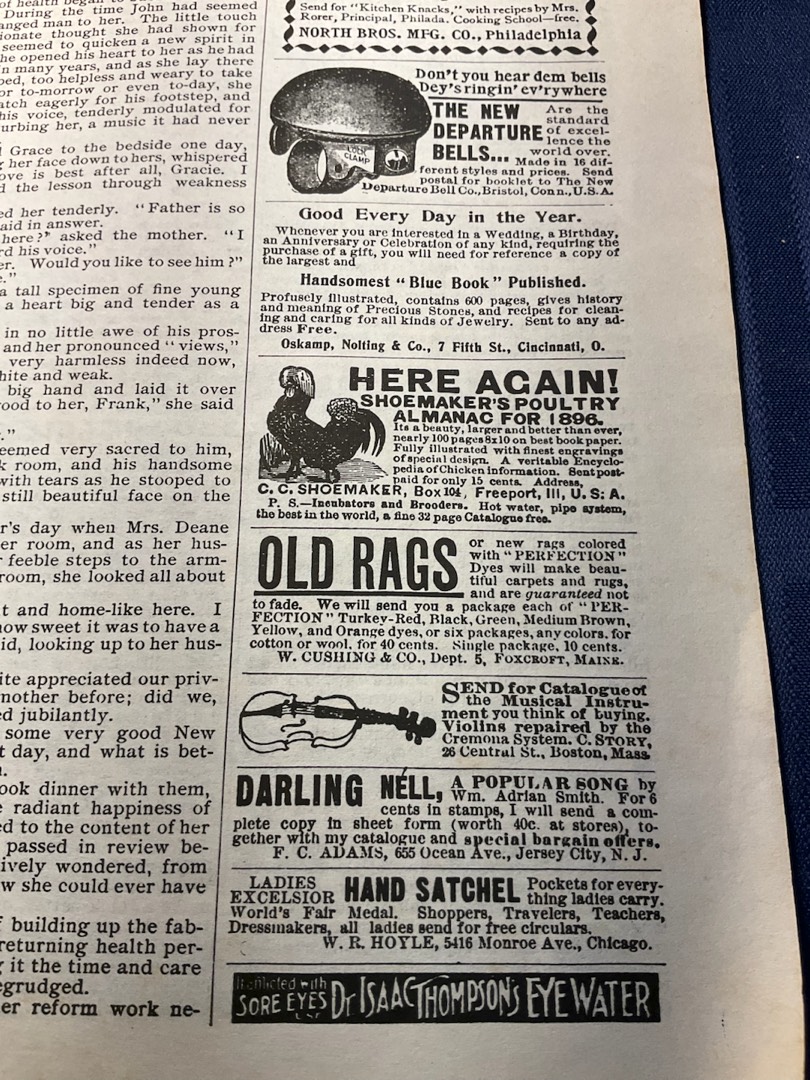 of health began to
During the time John had seemed
anged man to her. The little touch
ionate thought she had shown for
seemed to quicken a new spirit in
he opened his heart to her as he had
n many years, and as she lay there
bed, too helpless and weary to take
or to-morrow or even to-day, she
atch eagerly for his footstep, and
his voice, tenderly modulated for
urbing her, a music it had never
Grace to the bedside one day,
g her face down to hers, whispered
ove is best after all, Gracie. I
d the lesson through weakness
ed her tenderly. "Father is so
aid in answer.
here?" asked the mother. "I
rd his voice."
er. Would you like to see him?"
e."
a tall specimen of fine young
a heart big and tender as a
in no little awe of his pros-
and her pronounced "views,"
very harmless indeed now,
hite and weak.
big hand and laid it over
ood to her, Frank," she said
."
eemed very sacred to him,
k room, and his handsome
with tears as he stooped to
still beautiful face on the
r's day when Mrs. Deane
er room, and as her hus-
r feeble steps to the arm-
room, she looked all about
t and home-like here. I
how sweet it was to have a
id, looking up to her hus-
ite appreciated our priv-
nother before; did we,
ed jubilantly.
some very good New
t day, and what is bet-
ook dinner with them,
e radiant happiness of
ed to the content of her
passed in review be-
ively wondered, from
w she could ever have
f building up the fab-
returning health per-
g it the time and care
egrudged.
er reform work ne-
Send for "Kitchen Knacks," with recipes by Mrs.
Rorer, Principal, Philada. Cooking School—free.
NORTH BROS. MFG. CO., Philadelphia
Don't you hear dem bells
Dey's ringin' ev'rywhere
THE NEW
DEPARTURE
BELLS...
Are the
standard
of excel-
lence the
world over.
Made in 16 dif-
ferent styles and prices. Send
postal for booklet to The New
Departure Bell Co., Bristol, Conn., U.S.A.
LOCK
CLAMP
Good Every Day in the Year.
Whenever you are interested in a Wedding, a Birthday,
an Anniversary or Celebration of any kind, requiring the
purchase of a gift, you will need for reference a copy of
the largest and
Handsomest "Blue Book" Published.
Profusely illustrated, contains 600 pages, gives history
and meaning of Precious Stones, and recipes for clean-
ing and caring for all kinds of Jewelry. Sent to any ad-
dress Free.
Oskamp, Nolting & Co., 7 Fifth St., Cincinnati, O.
HERE AGAIN!
SHOEMAKER'S POULTRY
ALMANAC FOR 1896.
Its a beauty, larger and better than ever,
nearly 100 pages 8x10 on best book paper.
Fully illustrated with finest engravings
of special design. A veritable Encyclo-
pedia of Chicken information. Sent post-
paid for only 15 cents. Address,
C. C. SHOEMAKER, Box 104, Freeport, Ill, U. S: A.
P. S.—Incubators and Brooders. Hot water, pipe system,
the best in the world, a fine 32 page Catalogue free.
OLD RAGS
or new rags colored
with "PERFECTION"
Dyes will make beau-
tiful carpets and rugs,
and are guaranteed not
to fade. We will send you a package each of "PER-
FECTION" Turkey-Red, Black, Green, Medium Brown,
Yellow, and Orange dyes, or six packages, any colors, for
cotton or wool, for 40 cents. Single package, 10 cents.
W. CUSHING & CO., Dept. 5, FOXCROFT, MAINE.
SEND for Catalogue of
the Musical Instru-
ment you think of buying.
Violins repaired by the
Cremona System. C. STORY,
26 Central St., Boston, Mass
DARLING NELL, A POPULAR SONG by
Wm. Adrian Smith. For 6
cents in stamps, I will send a com-
plete copy in sheet form (worth 40c. at stores), to-
gether with my catalogue and special bargain offers.
F. C. ADAMS, 655 Ocean Ave., Jersey City, N. J.
LADIES
EXCELSIOR
HAND SATCHEL
Pockets for every-
thing ladies carry.
World's Fair Medal. Shoppers, Travelers, Teachers,
Dressmakers, all ladies send for free circulars.
W. R. HOYLE, 5416 Monroe Ave., Chicago.
If afflicted with
SORE EYES
Dr ISAAC THOMPSON'S EYE WATER